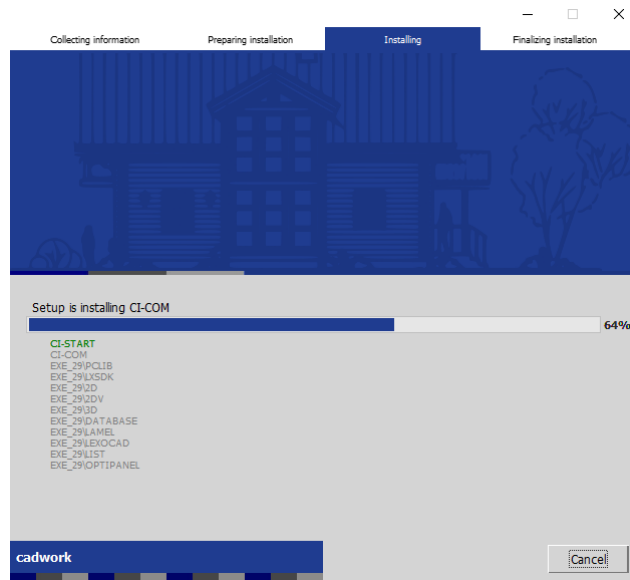 Collecting information
Preparing installation
Installing
Finalizing installation
Setup is installing CI-COM
64%
CI-START
CI-COM
EXE_29\PCLIB
EXE_29\LXSDK
EXE_29\2D
EXE_29\2DV
EXE_29\3D
EXE_29\DATABASE
EXE_29\LAMEL
EXE_29\LEXOCAD
EXE_29\LIST
EXE_29\OPTIPANEL
cadwork
Cancel